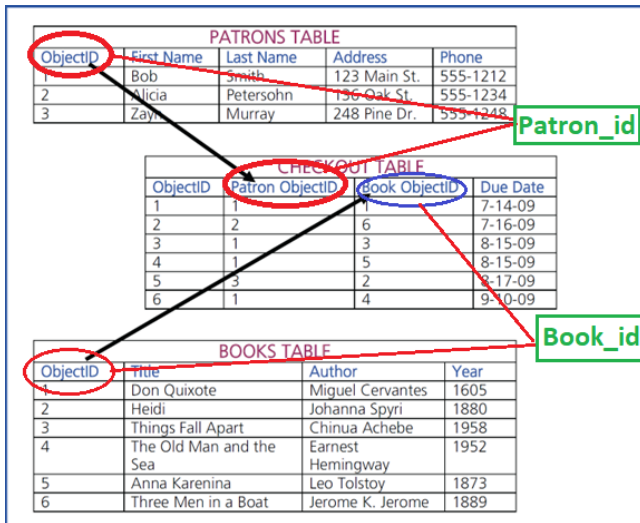 PATRONS TABLE
ObjectID First Name Last Name Address Phone
1 Bob Smith 123 Main St. 555-1212
2 Alicia Petersohn 136 Oak St. 555-1234
3 Zayn Murray 248 Pine Dr. 555-1248
Patron_id
CHECKOUT TABLE
ObjectID Patron ObjectID Book ObjectID Due Date
1 1 1 7-14-09
2 2 6 7-16-09
3 1 3 8-15-09
4 1 5 8-15-09
5 3 2 8-17-09
6 1 4 9-10-09
Book_id
BOOKS TABLE
ObjectID Title Author Year
1 Don Quixote Miguel Cervantes 1605
2 Heidi Johanna Spyri 1880
3 Things Fall Apart Chinua Achebe 1958
4 The Old Man and the Earnest 1952
Sea Hemingway
5 Anna Karenina Leo Tolstoy 1873
6 Three Men in a Boat Jerome K. Jerome 1889